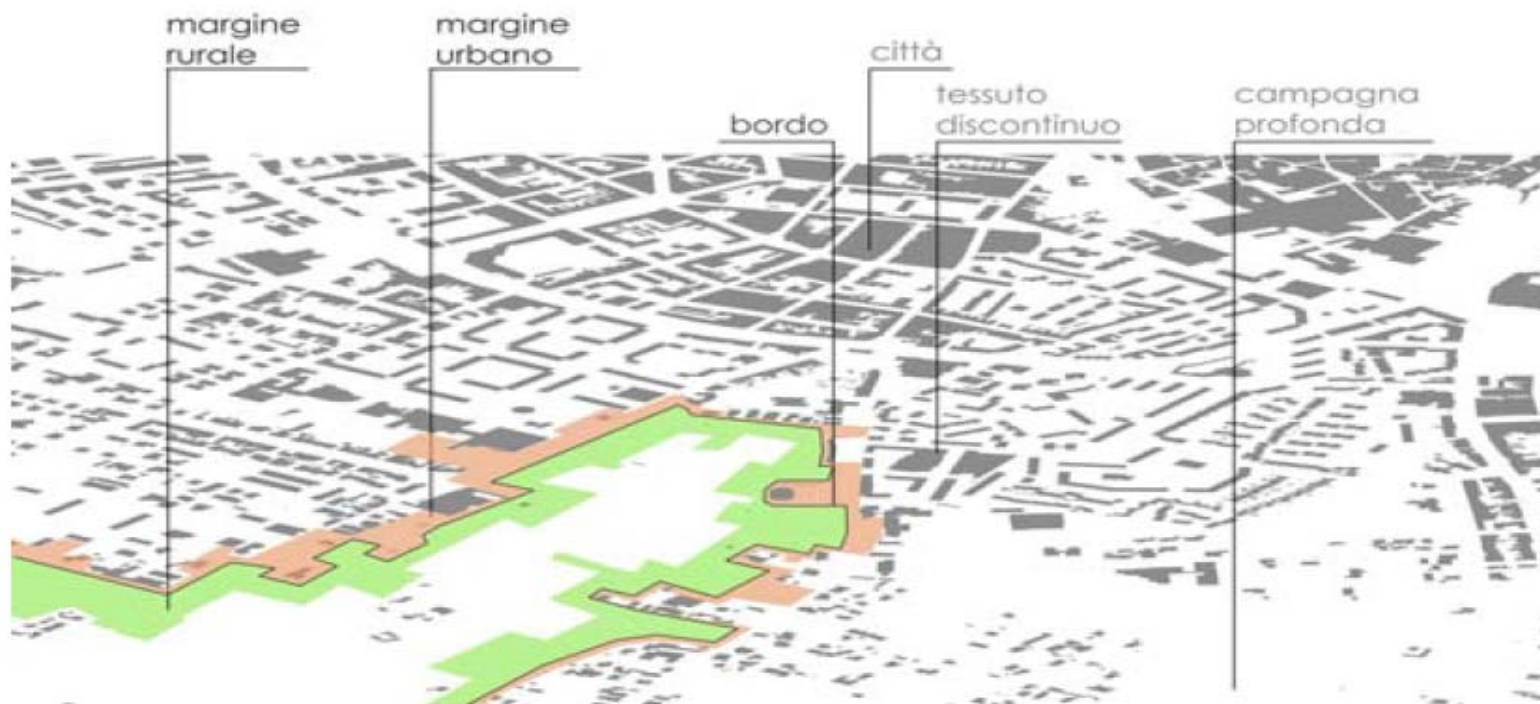 margine
rurale
margine
urbano
città
bordo
tessuto
discontinuo
campagna
profonda